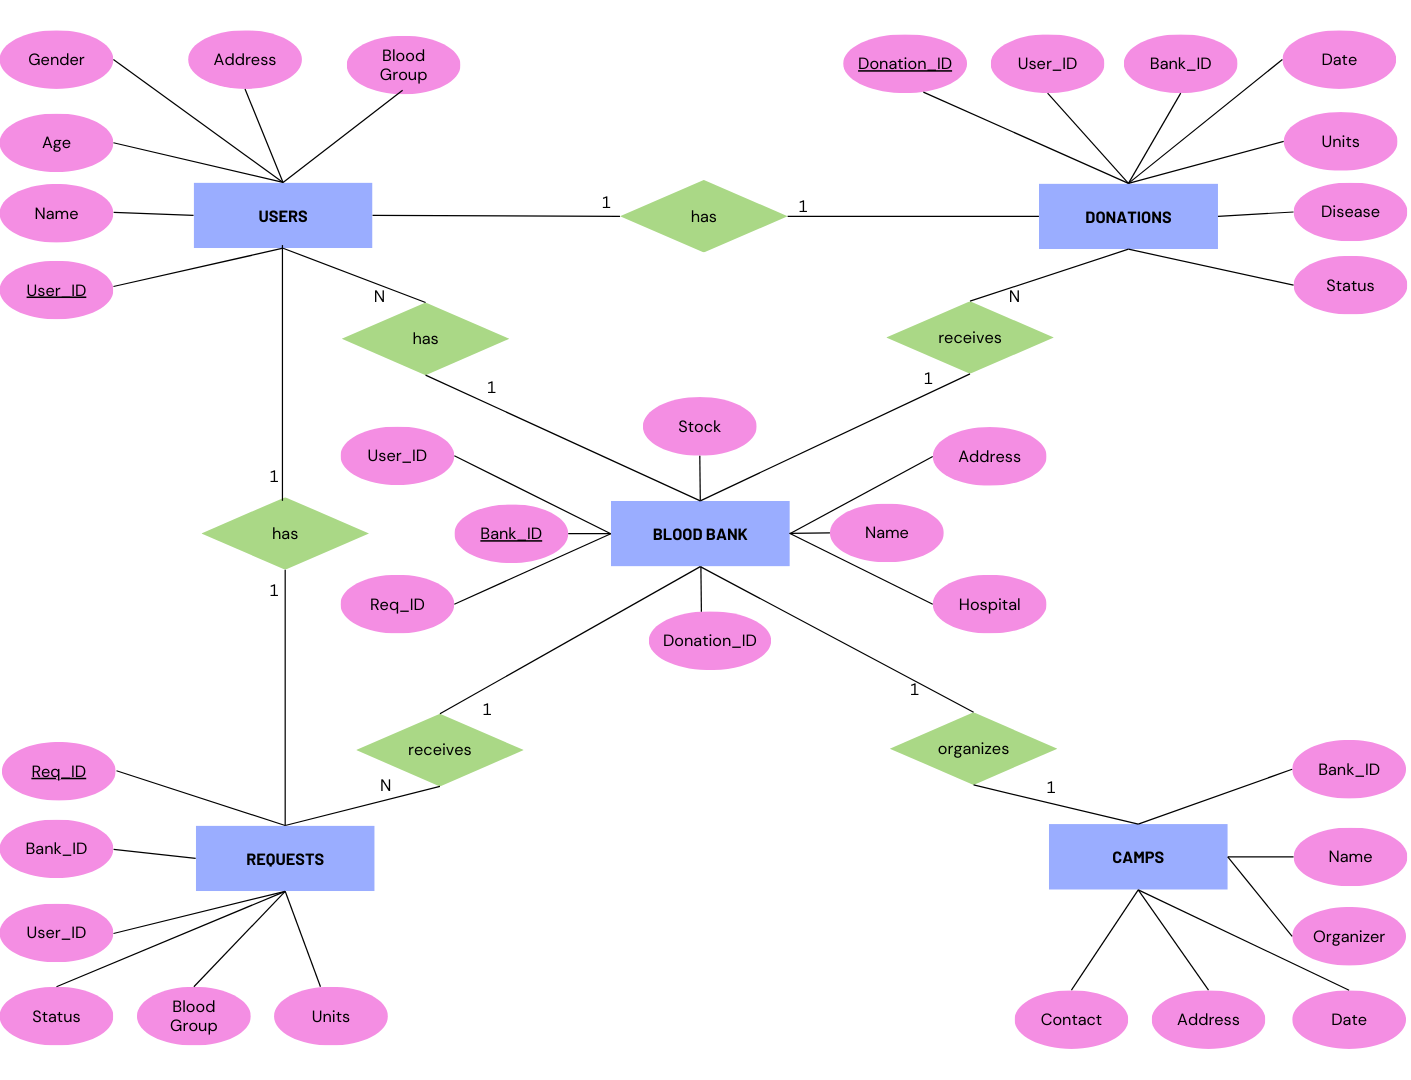 Gender
Address
Blood
Group
Donation_ID
User_ID
Bank_ID
Date
Age
Units
Name
USERS
1
has
1
DONATIONS
Disease
User_ID
N
has
1
N
receives
1
Status
Stock
User_ID
Address
Bank_ID
BLOOD BANK
Name
Req_ID
Hospital
Donation_ID
1
has
1
1
receives
N
1
organizes
1
Req_ID
Bank_ID
Bank_ID
REQUESTS
CAMPS
Name
User_ID
Organizer
Status
Blood
Group
Units
Contact
Address
Date